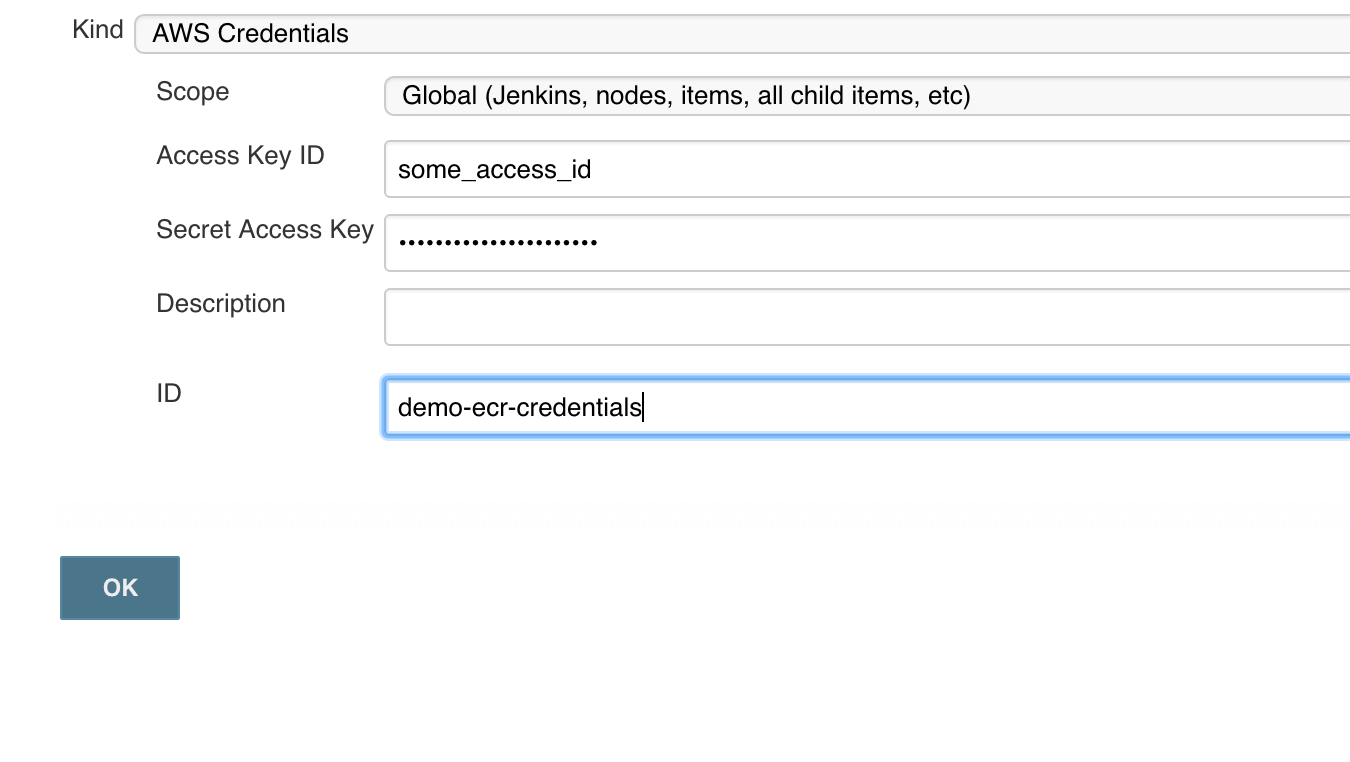 Kind AWS Credentials
Scope Global (Jenkins, nodes, items, all child items, etc)
Access Key ID some_access_id
Secret Access Key ••••••••••••••••••••••
Description
ID demo-ecr-credentials
OK